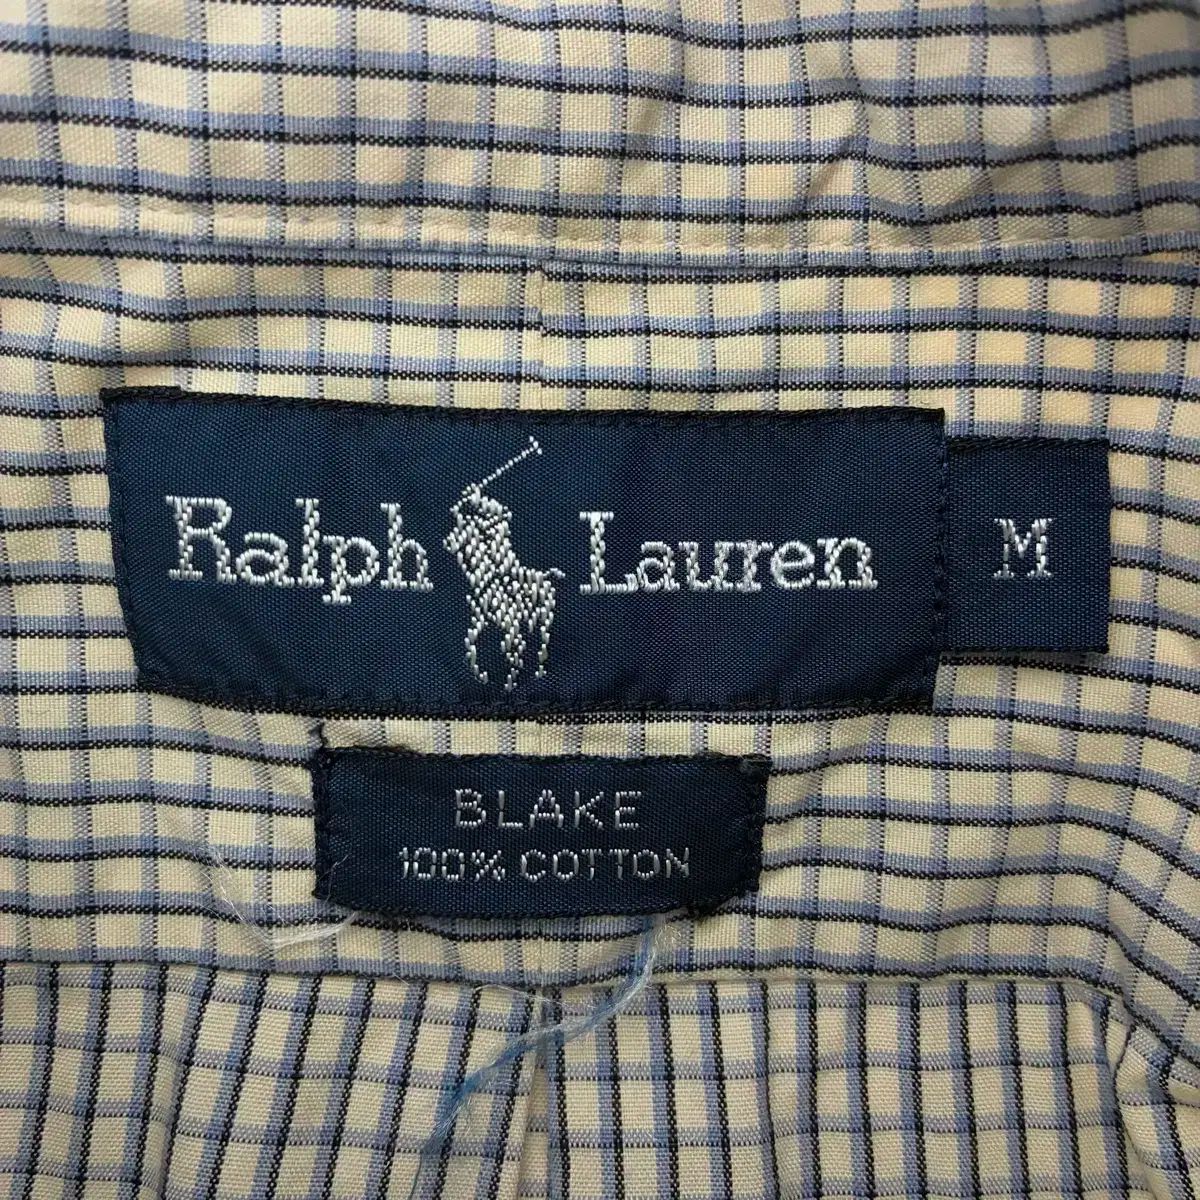 Ralph Lauren M
BLAKE
100% COTTON